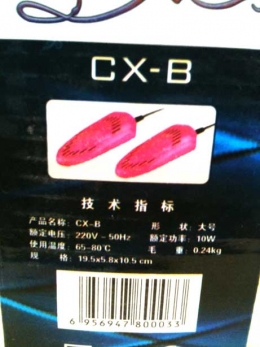 CX-B
技术指标
产品名称: CX-B 形 状: 大号
额定电压: 220V~50Hz 额定功率: 10W
使用温度: 65-80℃ 毛 重: 0.24kg
规 格: 19.5x5.8x10.5 cm
6 956947 800033